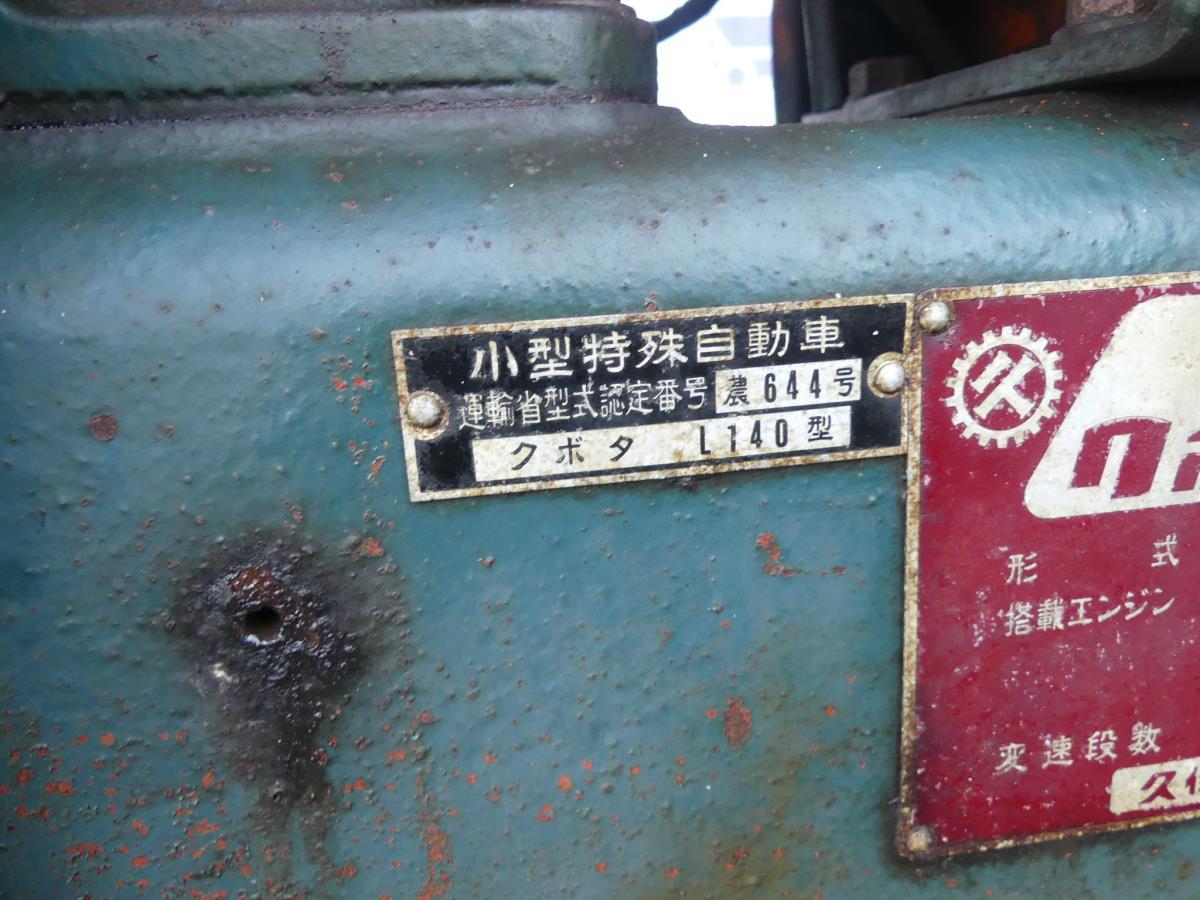 小型特殊自動車
運輸省型式認定番号 農644号
クボタ L140型
形式
搭載エンジン
変速段数